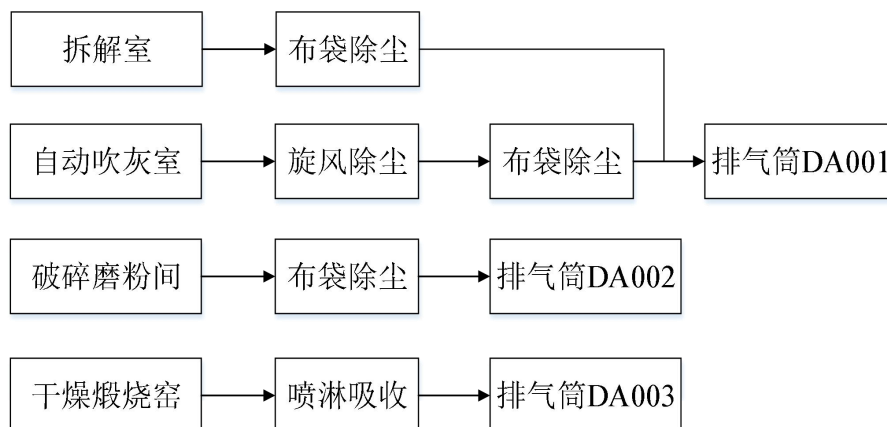 拆解室
布袋除尘
自动吹灰室
旋风除尘
布袋除尘
排气筒DA001
破碎磨粉间
布袋除尘
排气筒DA002
干燥煅烧窑
喷淋吸收
排气筒DA003